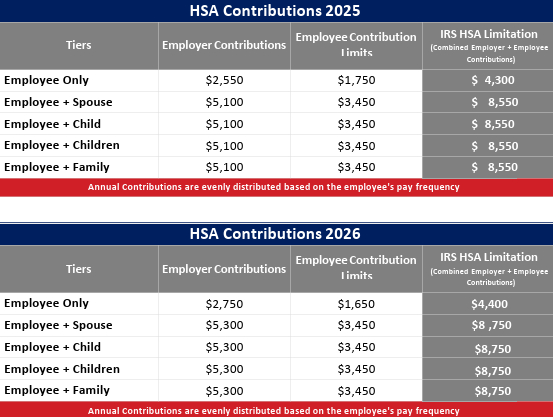 HSA Contributions 2025
Tiers Employer Contributions Employee Contribution Limits IRS HSA Limitation (Combined Employer + Employee Contributions)
Employee Only $2,550 $1,750 $ 4,300
Employee + Spouse $5,100 $3,450 $ 8,550
Employee + Child $5,100 $3,450 $ 8,550
Employee + Children $5,100 $3,450 $ 8,550
Employee + Family $5,100 $3,450 $ 8,550
Annual Contributions are evenly distributed based on the employee's pay frequency
HSA Contributions 2026
Tiers Employer Contributions Employee Contribution Limits IRS HSA Limitation (Combined Employer + Employee Contributions)
Employee Only $2,750 $1,650 $4,400
Employee + Spouse $5,300 $3,450 $8 ,750
Employee + Child $5,300 $3,450 $8,750
Employee + Children $5,300 $3,450 $8,750
Employee + Family $5,300 $3,450 $8,750
Annual Contributions are evenly distributed based on the employee's pay frequency